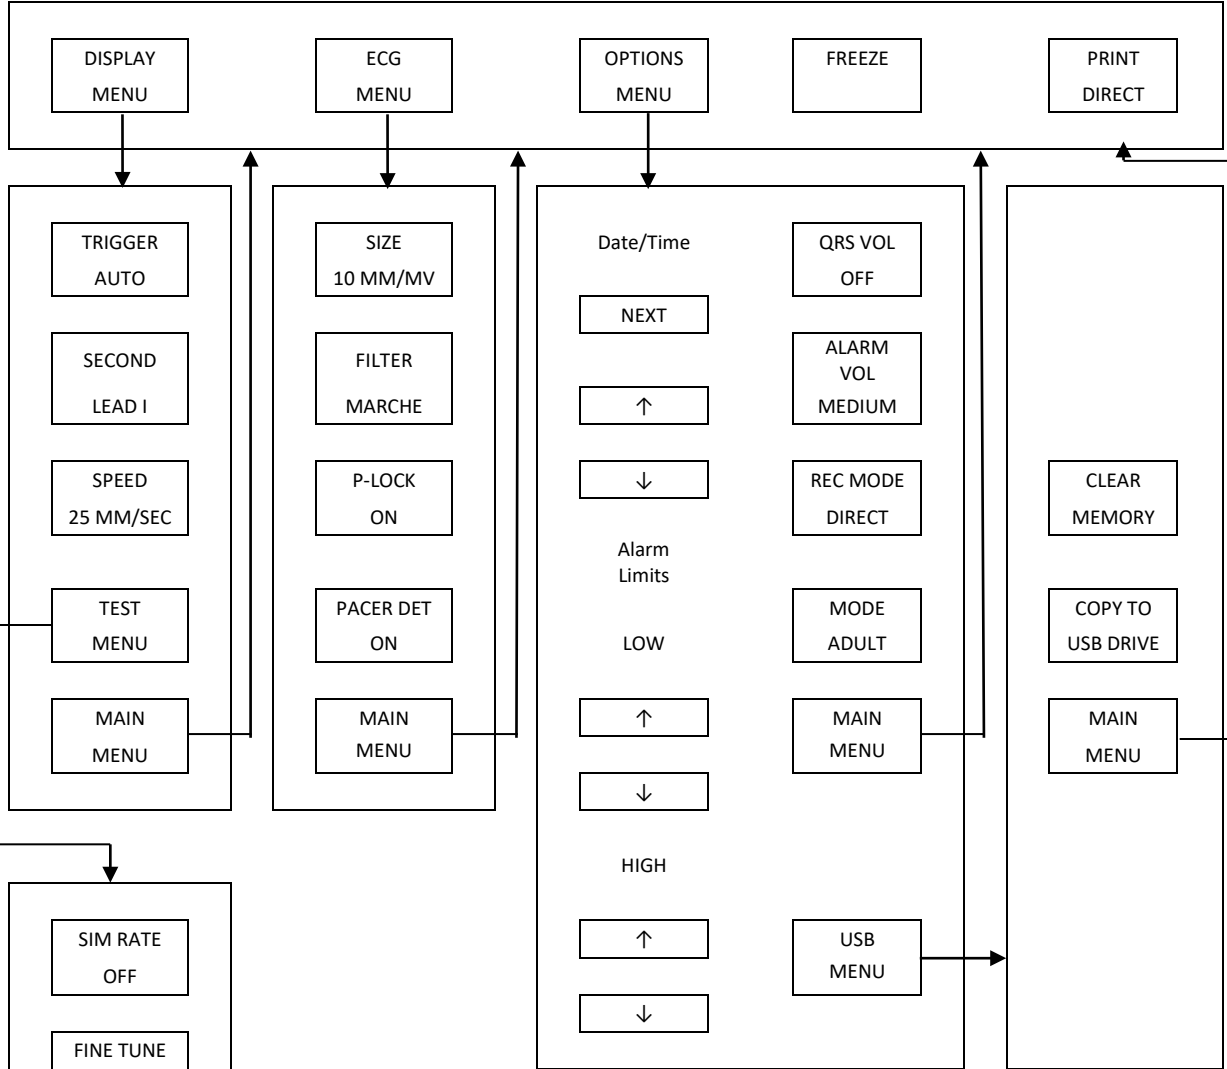 DISPLAY
MENU
ECG
MENU
OPTIONS
MENU
FREEZE
PRINT
DIRECT
TRIGGER
AUTO
SECOND
LEAD I
SPEED
25 MM/SEC
TEST
MENU
MAIN
MENU
SIZE
10 MM/MV
FILTER
MARCHE
P-LOCK
ON
PACER DET
ON
MAIN
MENU
Date/Time
NEXT
↑
↓
Alarm
Limits
LOW
↑
↓
HIGH
↑
↓
QRS VOL
OFF
ALARM
VOL
MEDIUM
REC MODE
DIRECT
MODE
ADULT
MAIN
MENU
USB
MENU
CLEAR
MEMORY
COPY TO
USB DRIVE
MAIN
MENU
SIM RATE
OFF
FINE TUNE